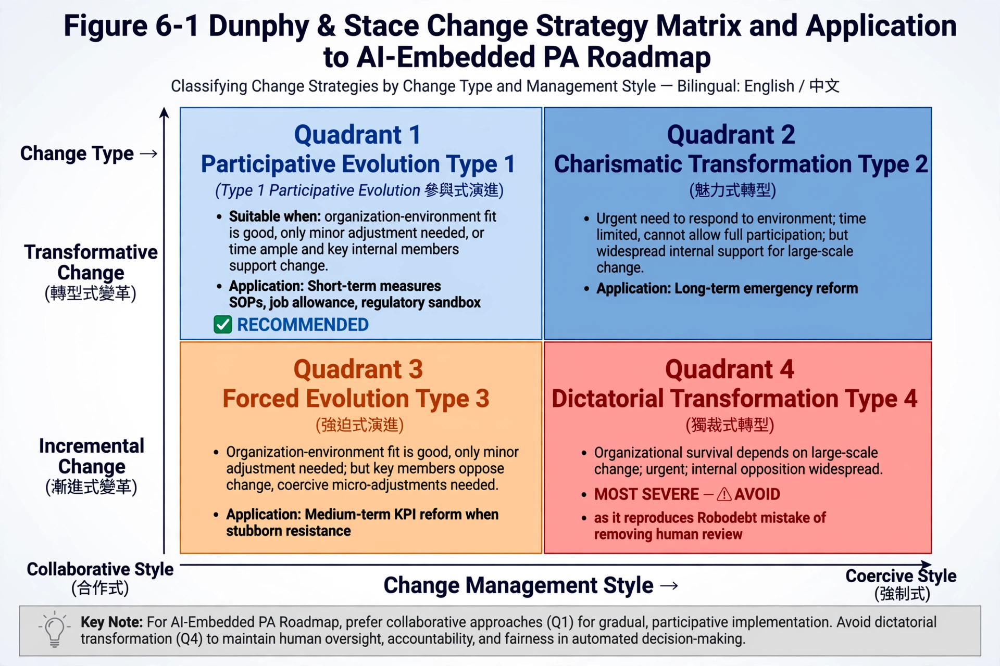 Figure 6-1 Dunphy & Stace Change Strategy Matrix and Application
to AI-Embedded PA Roadmap
Classifying Change Strategies by Change Type and Management Style — Bilingual: English / 中文
Change Type →
Transformative
Change
(轉型式變革)
Incremental
Change
(漸進式變革)
Quadrant 1
Participative Evolution Type 1
(Type 1 Participative Evolution 參與式演進)
• Suitable when: organization-environment fit
is good, only minor adjustment needed, or
time ample and key internal members
support change.
• Application: Short-term measures
SOPs, job allowance, regulatory sandbox
✅ RECOMMENDED
Quadrant 2
Charismatic Transformation Type 2
(魅力式轉型)
• Urgent need to respond to environment; time
limited, cannot allow full participation; but
widespread internal support for large-scale
change.
• Application: Long-term emergency reform
Quadrant 3
Forced Evolution Type 3
(強迫式演進)
• Organization-environment fit is good, only minor
adjustment needed; but key members oppose
change, coercive micro-adjustments needed.
• Application: Medium-term KPI reform when
stubborn resistance
Quadrant 4
Dictatorial Transformation Type 4
(獨裁式轉型)
• Organizational survival depends on large-scale
change; urgent; internal opposition widespread.
• MOST SEVERE — ⚠ AVOID
• as it reproduces Robodebt mistake of
removing human review
Collaborative Style
(合作式)
Change Management Style →
Coercive Style
(強制式)
Key Note: For AI-Embedded PA Roadmap, prefer collaborative approaches (Q1) for gradual, participative implementation. Avoid dictatorial
transformation (Q4) to maintain human oversight, accountability, and fairness in automated decision-making.